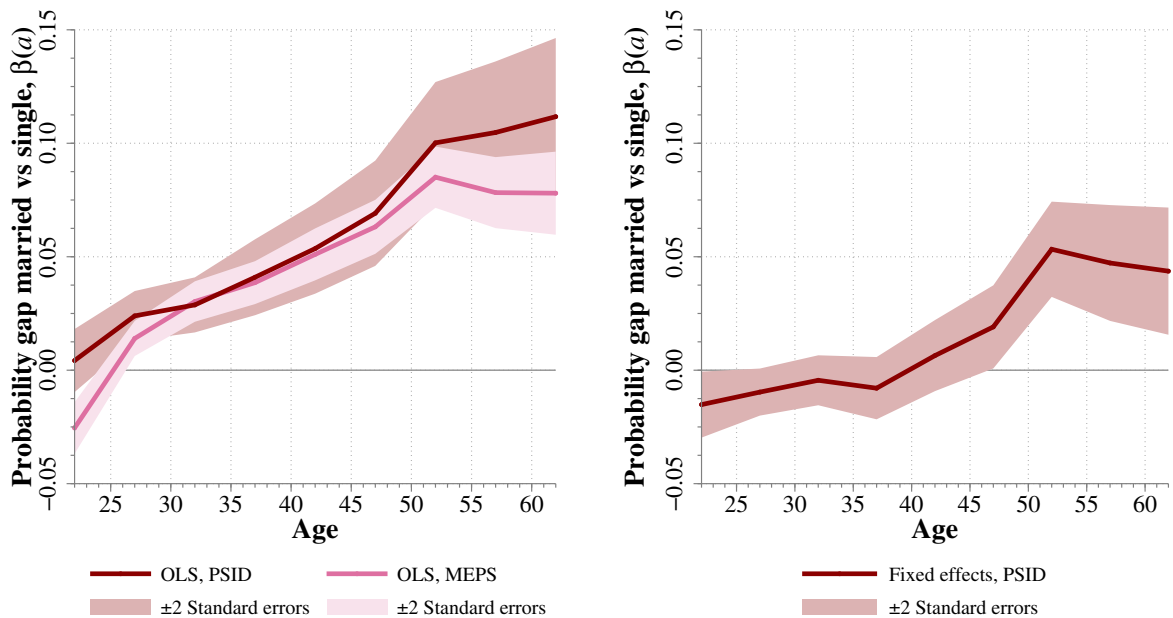 Probability gap married vs single, β(a)
0.15
0.10
0.05
0.00
−0.05
25 30 35 40 45 50 55 60
Age
OLS, PSID OLS, MEPS
±2 Standard errors ±2 Standard errors
Probability gap married vs single, β(a)
0.15
0.10
0.05
0.00
−0.05
25 30 35 40 45 50 55 60
Age
Fixed effects, PSID
±2 Standard errors